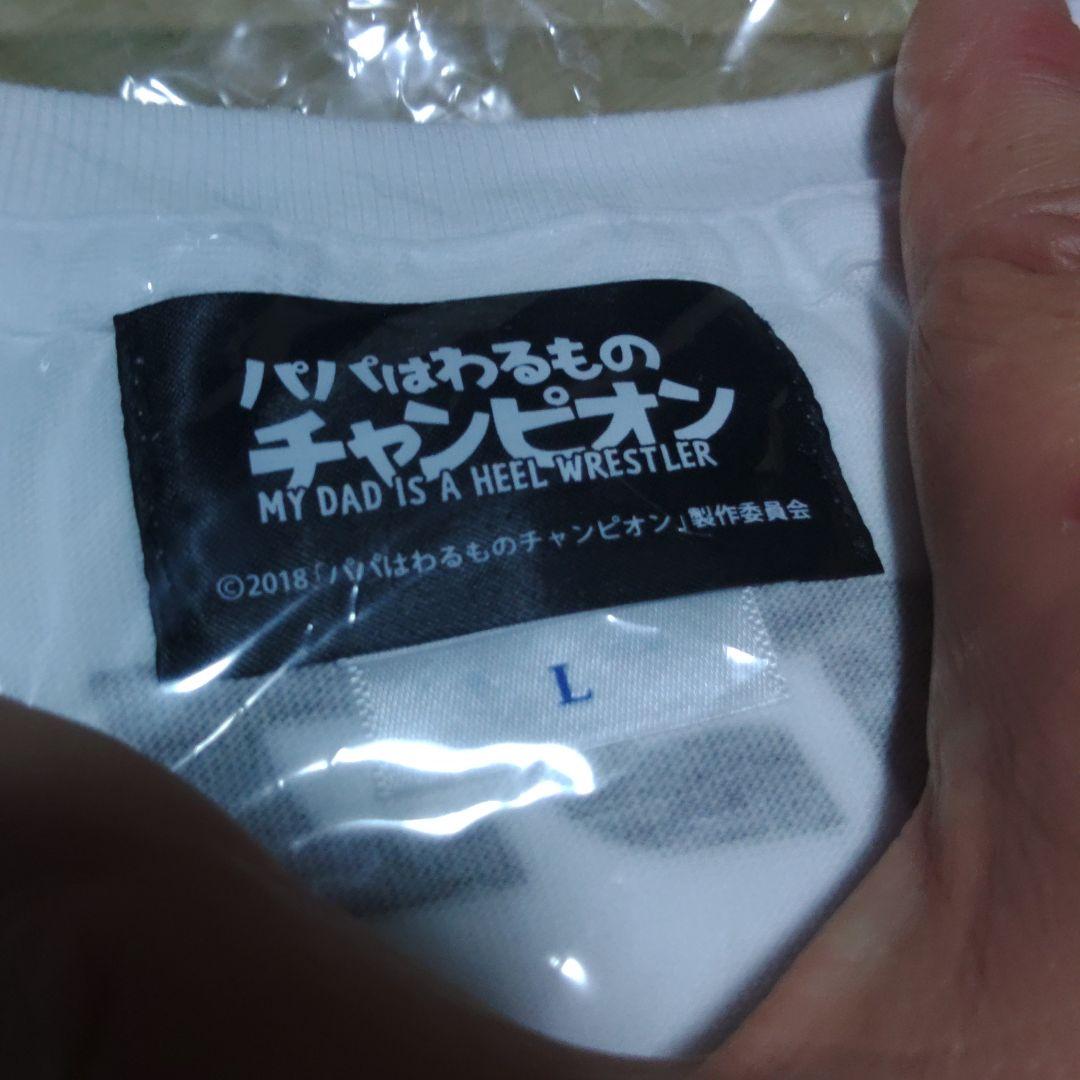 パパはわるもの
チャンピオン
MY DAD IS A HEEL WRESTLER
©2018「パパはわるものチャンピオン」製作委員会
L